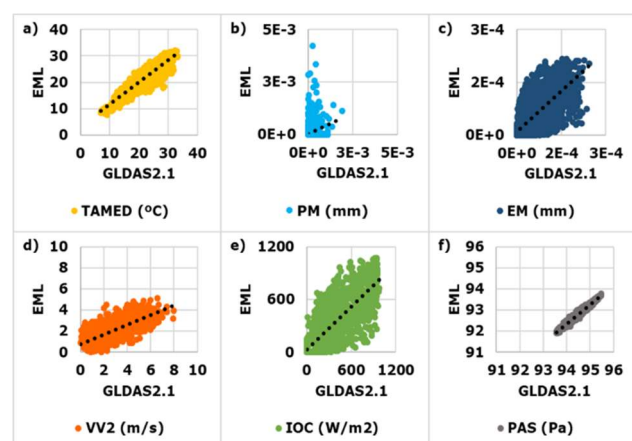 a)
40
30
20
10
0
EML
0 10 20 30 40
GLDAS2.1
TAMED (ºC)
b)
5E-3
3E-3
0E+0
EML
0E+0 3E-3 5E-3
GLDAS2.1
PM (mm)
c)
3E-4
2E-4
0E+0
EML
0E+0 2E-4 3E-4
GLDAS2.1
EM (mm)
d)
10
8
6
4
2
0
EML
0 2 4 6 8 10
GLDAS2.1
VV2 (m/s)
e)
1200
600
0
EML
0 300 600 900 1200
GLDAS2.1
IOC (W/m2)
f)
96
95
94
93
92
91
EML
91 92 93 94 95 96
GLDAS2.1
PAS (Pa)